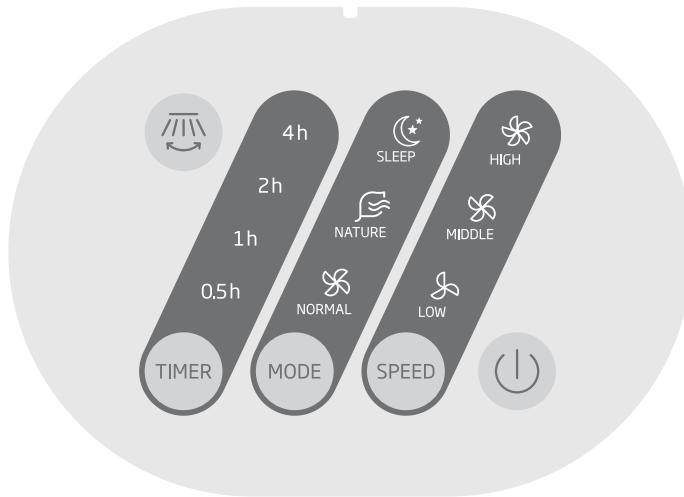 4h
2h
1h
0.5h
TIMER
SLEEP
NATURE
NORMAL
MODE
HIGH
MIDDLE
LOW
SPEED